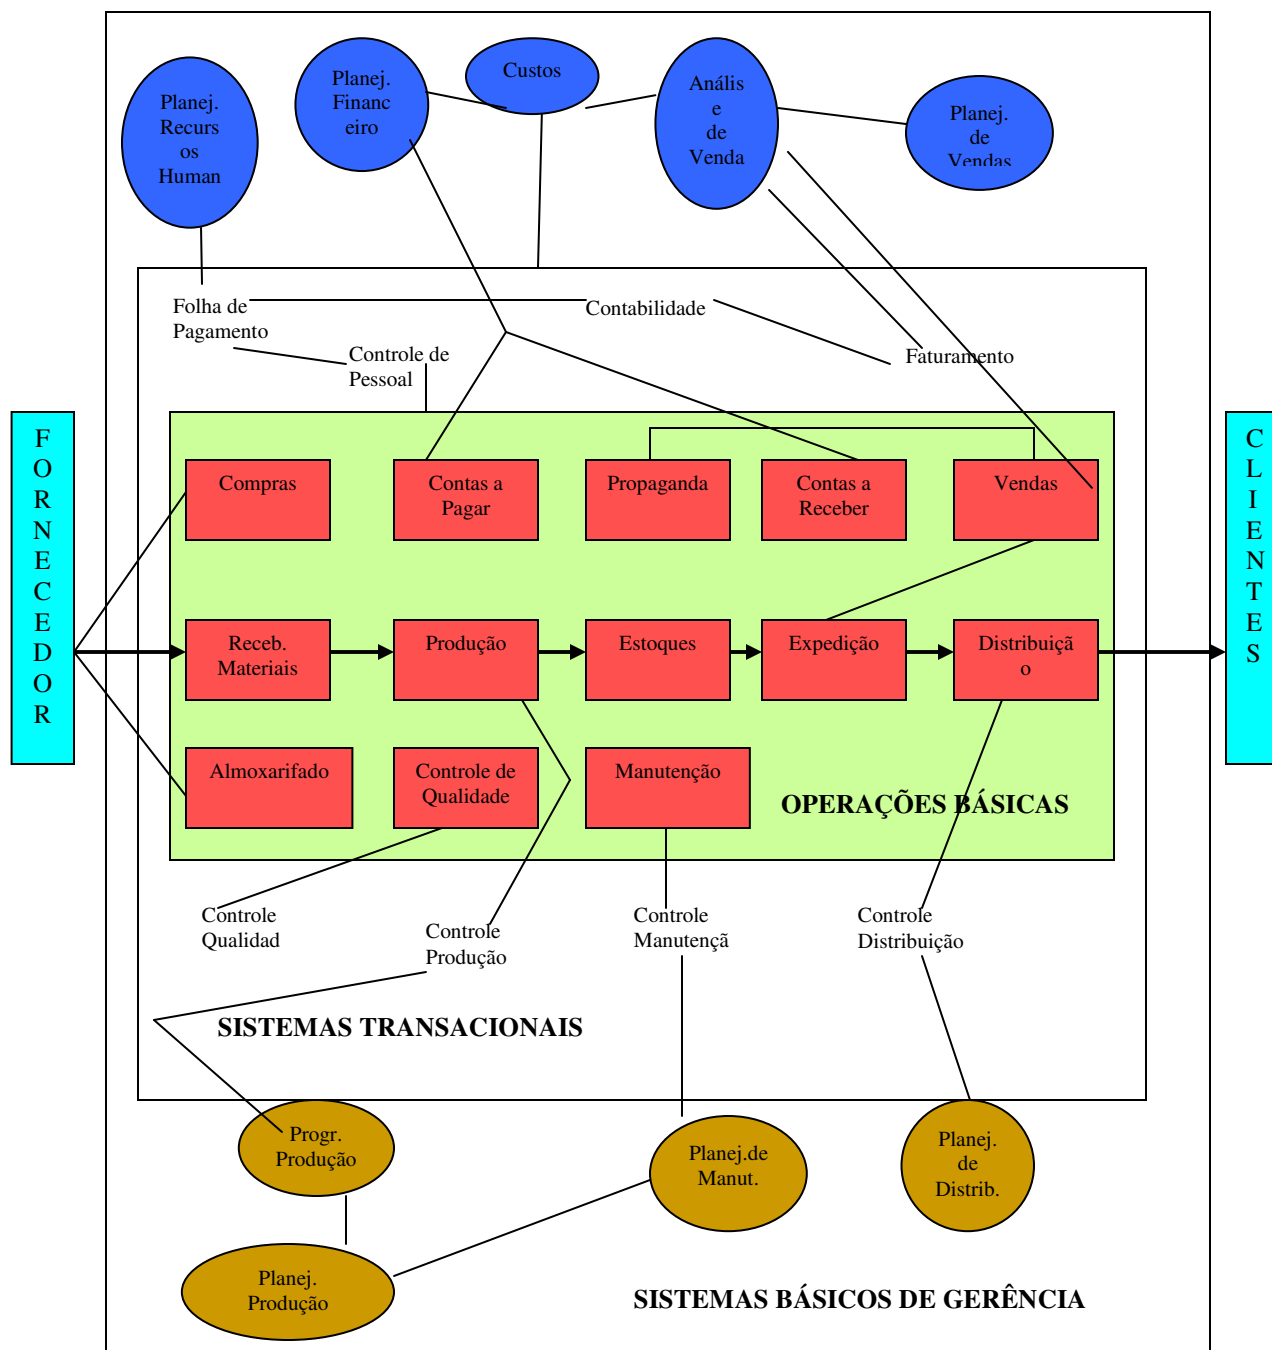 Planej.
Recurs
os
Human
Planej.
Financ
eiro
Custos
Anális
e
de
Venda
Planej.
de
Vendas
Folha de
Pagamento
Contabilidade
Controle de
Pessoal
Faturamento
F
O
R
N
E
C
E
D
O
R
C
L
I
E
N
T
E
S
Compras
Contas a
Pagar
Propaganda
Contas a
Receber
Vendas
Receb.
Materiais
Produção
Estoques
Expedição
Distribuiçã
o
Almoxarifado
Controle de
Qualidade
Manutenção
OPERAÇÕES BÁSICAS
Controle
Qualidad
Controle
Produção
Controle
Manutençã
Controle
Distribuição
SISTEMAS TRANSACIONAIS
Progr.
Produção
Planej.de
Manut.
Planej.
de
Distrib.
Planej.
Produção
SISTEMAS BÁSICOS DE GERÊNCIA